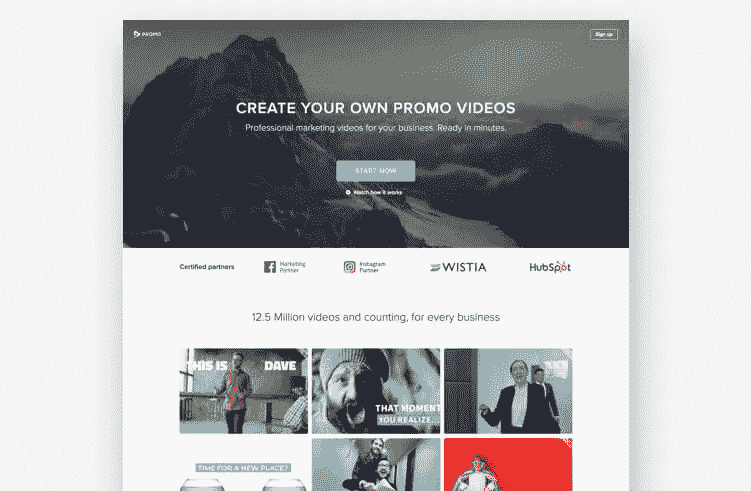 PROMO
Sign up
CREATE YOUR OWN PROMO VIDEOS
Professional marketing videos for your business. Ready in minutes.
START NOW
Watch how it works
Certified partners
Marketing
Partner
Instagram
Partner
WISTIA
HubSpot
12.5 Million videos and counting, for every business
THIS IS DAVE
THAT MOMENT
YOU REALIZE...
TIME FOR A NEW PLACE?